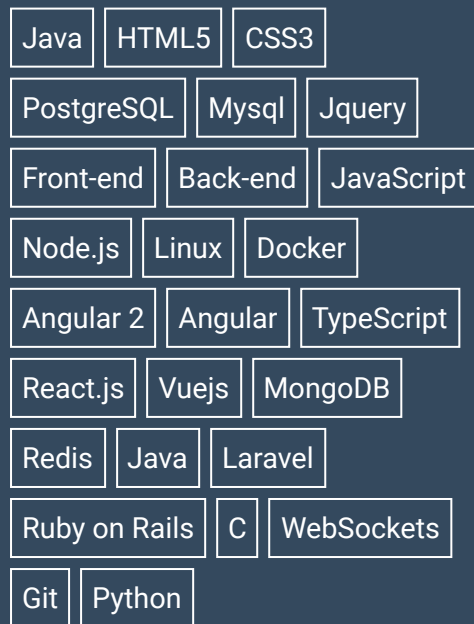 Java HTML5 CSS3
PostgreSQL Mysql Jquery
Front-end Back-end JavaScript
Node.js Linux Docker
Angular 2 Angular TypeScript
React.js Vuejs MongoDB
Redis Java Laravel
Ruby on Rails C WebSockets
Git Python